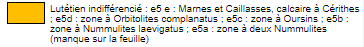 Lutétien indifférencié : e5 e : Marnes et Caillasses, calcaire à Cérithes
; e5d : zone à Orbitolites complanatus ; e5c : zone à Oursins ; e5b :
zone à Nummulites laevigatus ; e5a : zone à deux Nummulites
(manque sur la feuille)